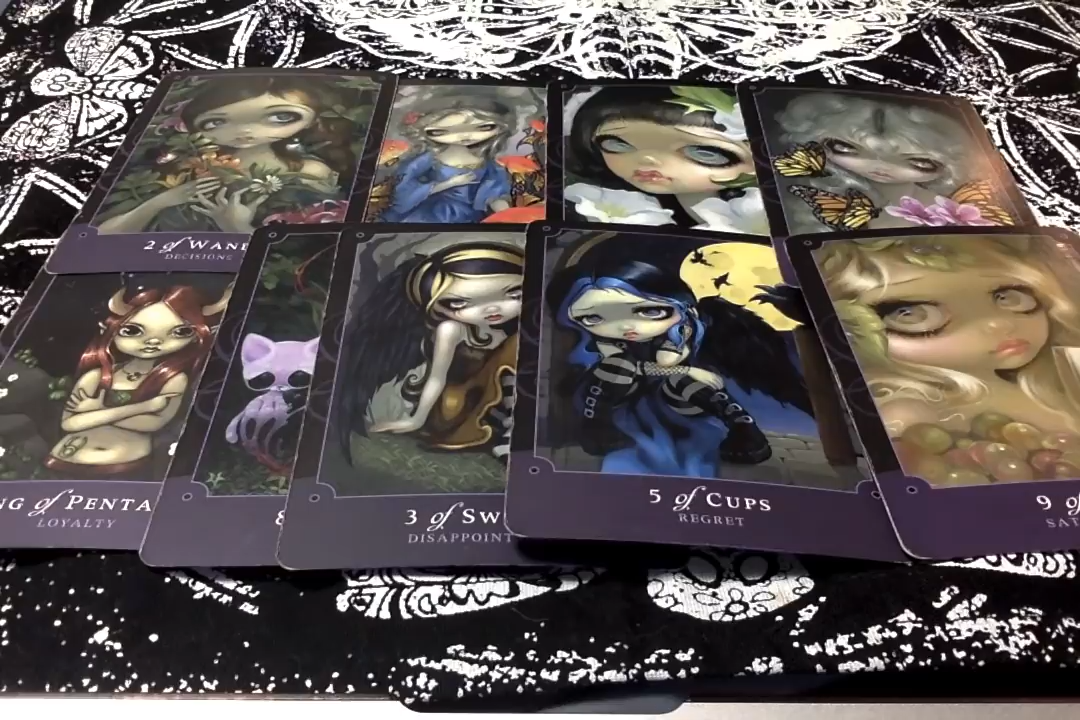 2 of WAN
DECISIONS
NG of PENTA
LOYALTY
8
3 of SW
DISAPPOINT
5 of CUPS
REGRET
9 of
SAT